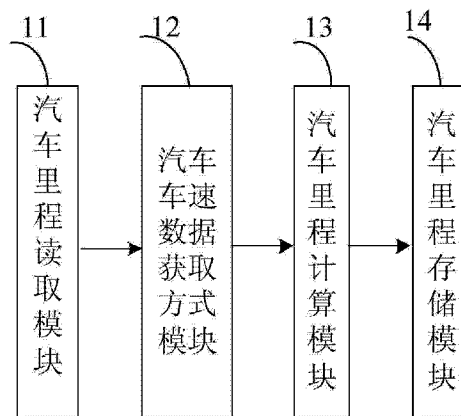 11
12
13
14
汽车里程读取模块
汽车
车速
数据
获取
方式
模块
汽车里程计算模块
汽车里程存储模块